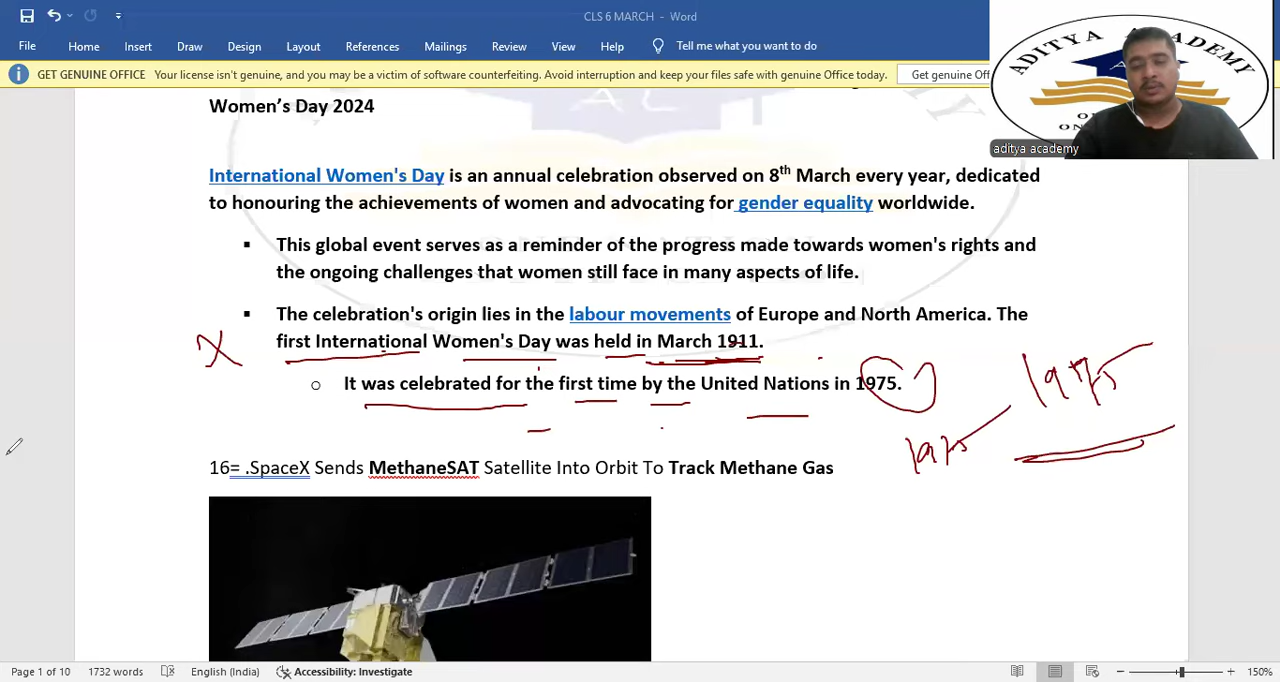 CLS 6 MARCH - Word
File Home Insert Draw Design Layout References Mailings Review View Help Tell me what you want to do
GET GENUINE OFFICE Your license isn't genuine, and you may be a victim of software counterfeiting. Avoid interruption and keep your files safe with genuine Office today. Get genuine Off
ADITYA ACADEMY
aditya academy
Women's Day 2024
International Women's Day is an annual celebration observed on 8th March every year, dedicated
to honouring the achievements of women and advocating for gender equality worldwide.
▪ This global event serves as a reminder of the progress made towards women's rights and
the ongoing challenges that women still face in many aspects of life.
▪ The celebration's origin lies in the labour movements of Europe and North America. The
X first International Women's Day was held in March 1911.
o It was celebrated for the first time by the United Nations in 1975.
1975
1975
16= .SpaceX Sends MethaneSAT Satellite Into Orbit To Track Methane Gas
Page 1 of 10 1732 words English (India) Accessibility: Investigate 150%